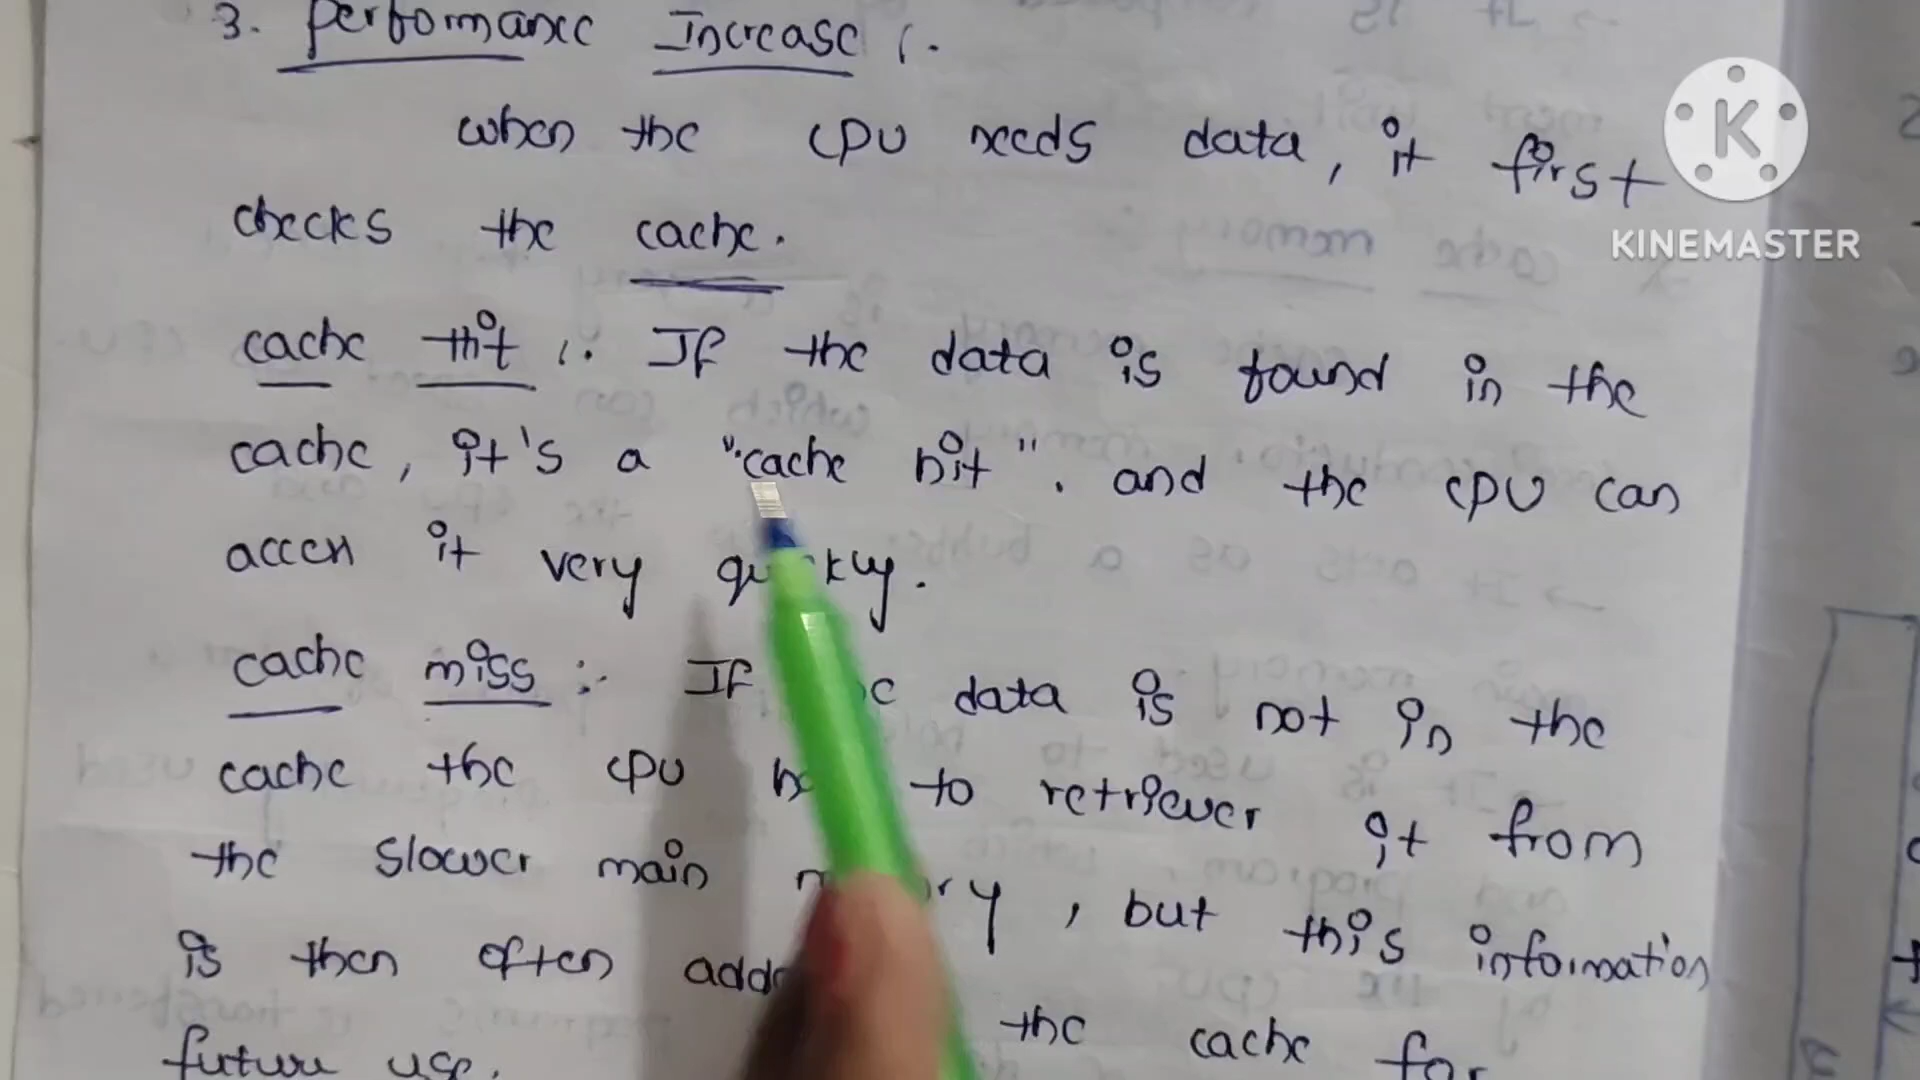 3. Performance Increase :.
When the CPU needs data, it first
checks the cache.
cache thit :. If the data is found in the
cache, it's a "cache hit". and the CPU can
access it very quickly.
cache miss :- If data is not in the
cache the CPU to retriever it from
the slower main , but this information
is then often the cache for
future use.
KINEMASTER